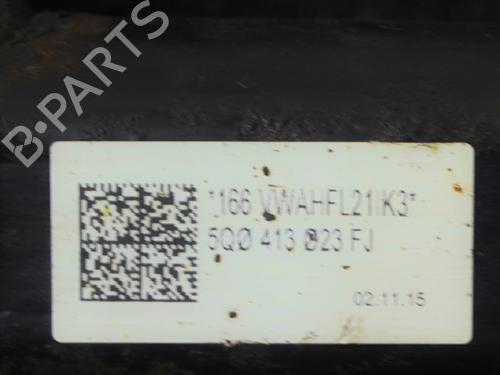 B-PARTS
*166 VWAHFL21IK3*
5Q0 413 023 FJ
02.11.15